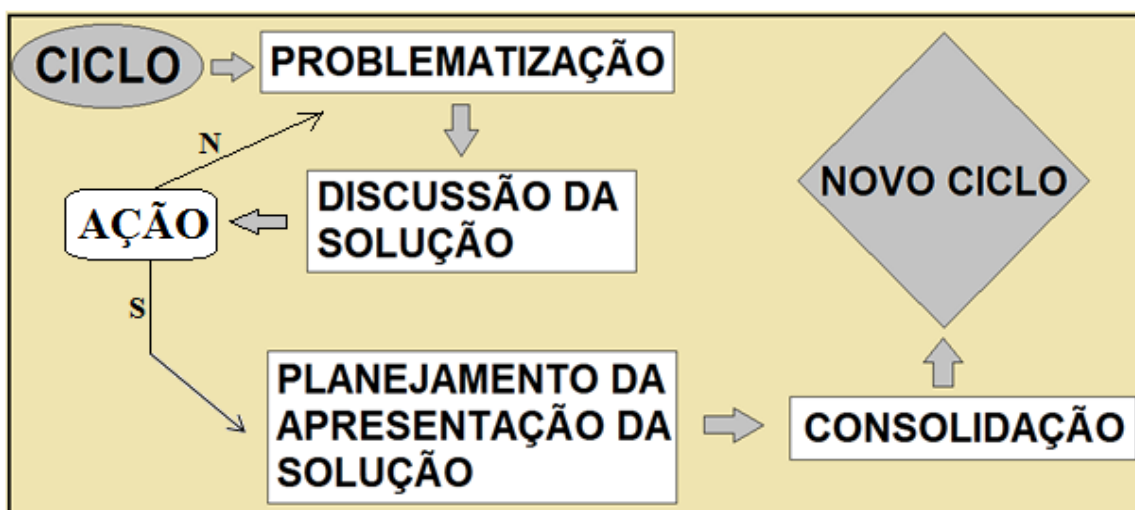 CICLO
PROBLEMATIZAÇÃO
N
DISCUSSÃO DA
SOLUÇÃO
AÇÃO
NOVO CICLO
S
PLANEJAMENTO DA
APRESENTAÇÃO DA
SOLUÇÃO
CONSOLIDAÇÃO